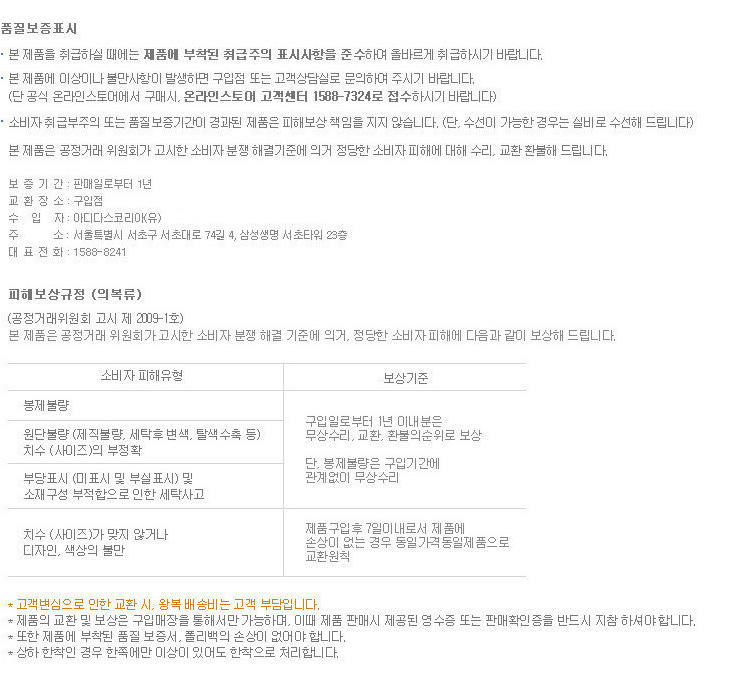 품질보증표시
· 본 제품을 취급하실 때에는 제품에 부착된 취급주의 표시사항을 준수하여 올바르게 취급하시기 바랍니다.
· 본 제품에 이상이나 불만사항이 발생하면 구입점 또는 고객상담실로 문의하여 주시기 바랍니다.
(단 공식 온라인스토어에서 구매시, 온라인스토어 고객센터 1588-7324로 접수하시기 바랍니다)
· 소비자 취급부주의 또는 품질보증기간이 경과된 제품은 피해보상 책임을 지지 않습니다. (단, 수선이 가능한 경우는 실비로 수선해 드립니다)
본 제품은 공정거래 위원회가 고시한 소비자 분쟁 해결기준에 의거 정당한 소비자 피해에 대해 수리, 교환 환불해 드립니다.
보 증 기 간 : 판매일로부터 1년
교 환 장 소 : 구입점
수 입 자 : 아디다스코리아(유)
주 소 : 서울특별시 서초구 서초대로 74길 4, 삼성생명 서초타워 23층
대 표 전 화 : 1588-8241
피해보상규정 (의복류)
(공정거래위원회 고시 제 2009-1호)
본 제품은 공정거래 위원회가 고시한 소비자 분쟁 해결 기준에 의거, 정당한 소비자 피해에 다음과 같이 보상해 드립니다.
소비자 피해유형
보상기준
봉제불량
원단불량 (제직불량, 세탁후 변색, 탈색수축 등)
치수 (사이즈)의 부정확
부당표시 (미표시 및 부실표시) 및
소재구성 부적합으로 인한 세탁사고
구입일로부터 1년 이내분은
무상수리, 교환, 환불의순위로 보상
단, 봉제불량은 구입기간에
관계없이 무상수리
치수 (사이즈)가 맞지 않거나
디자인, 색상의 불만
제품구입후 7일이내로서 제품에
손상이 없는 경우 동일가격동일제품으로
교환원칙
* 고객변심으로 인한 교환 시, 왕복 배송비는 고객 부담입니다.
* 제품의 교환 및 보상은 구입매장을 통해서만 가능하며, 이때 제품 판매시 제공된 영수증 또는 판매확인증을 반드시 지참 하셔야 합니다.
* 또한 제품에 부착된 품질 보증서, 폴리백의 손상이 없어야 합니다.
* 상하 한착인 경우 한쪽에만 이상이 있어도 한착으로 처리합니다.